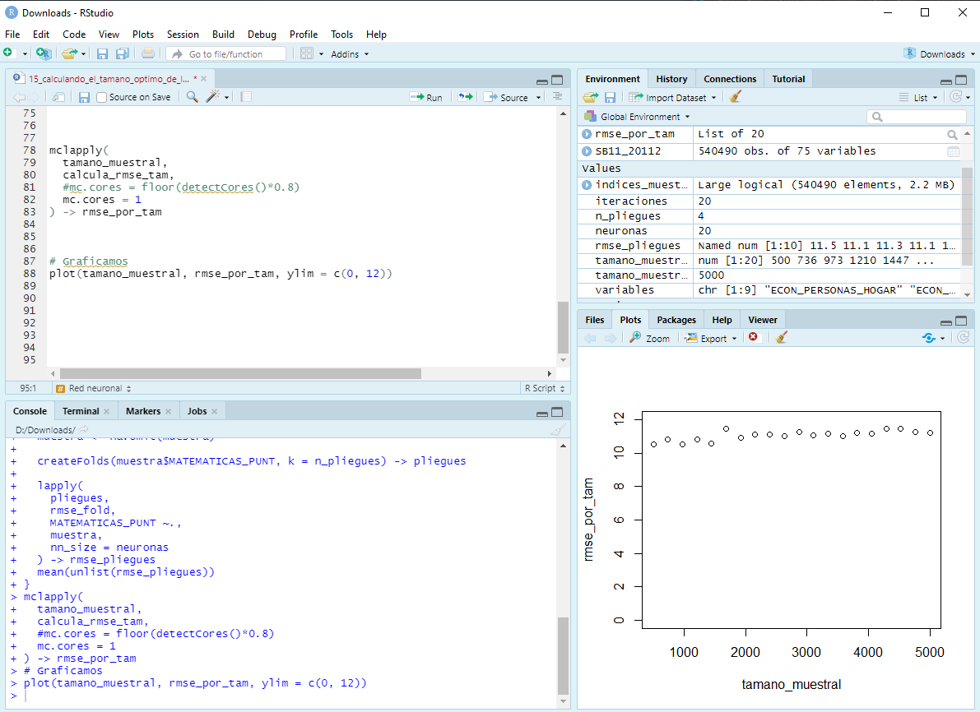 Downloads - RStudio
File Edit Code View Plots Session Build Debug Profile Tools Help
Go to file/function Addins Downloads
15_calculando_el_tamano_optimo_de_l... *
Source on Save Run Source
75
76
77
78 mclapply(
79 tamano_muestral,
80 calcula_rmse_tam,
81 #mc.cores = floor(detectCores()*0.8)
82 mc.cores = 1
83 ) -> rmse_por_tam
84
85
86
87 # Graficamos
88 plot(tamano_muestral, rmse_por_tam, ylim = c(0, 12))
89
90
91
92
93
94
95
95:1 Red neuronal R Script
Console Terminal Markers Jobs
D:/Downloads/
+
+ createFolds(muestra$MATEMATICAS_PUNT, k = n_pliegues) -> pliegues
+
+ lapply(
+ pliegues,
+ rmse_fold,
+ MATEMATICAS_PUNT ~.,
+ muestra,
+ nn_size = neuronas
+ ) -> rmse_pliegues
+ mean(unlist(rmse_pliegues))
+ }
> mclapply(
+ tamano_muestral,
+ calcula_rmse_tam,
+ #mc.cores = floor(detectCores()*0.8)
+ mc.cores = 1
+ ) -> rmse_por_tam
> # Graficamos
> plot(tamano_muestral, rmse_por_tam, ylim = c(0, 12))
>
Environment History Connections Tutorial
Import Dataset List
Global Environment
rmse_por_tam List of 20
SB11_20112 540490 obs. of 75 variables
Values
indices_muest... Large logical (540490 elements, 2.2 MB)
iteraciones 20
n_pliegues 4
neuronas 20
rmse_pliegues Named num [1:10] 11.5 11.1 11.3 11.1 1...
tamano_muestr... num [1:20] 500 736 973 1210 1447 ...
tamano_muestr... 5000
variables chr [1:9] "ECON_PERSONAS_HOGAR" "ECON_...
Files Plots Packages Help Viewer
Zoom Export
rmse_por_tam
12
10
8
6
4
2
0
1000 2000 3000 4000 5000
tamano_muestral